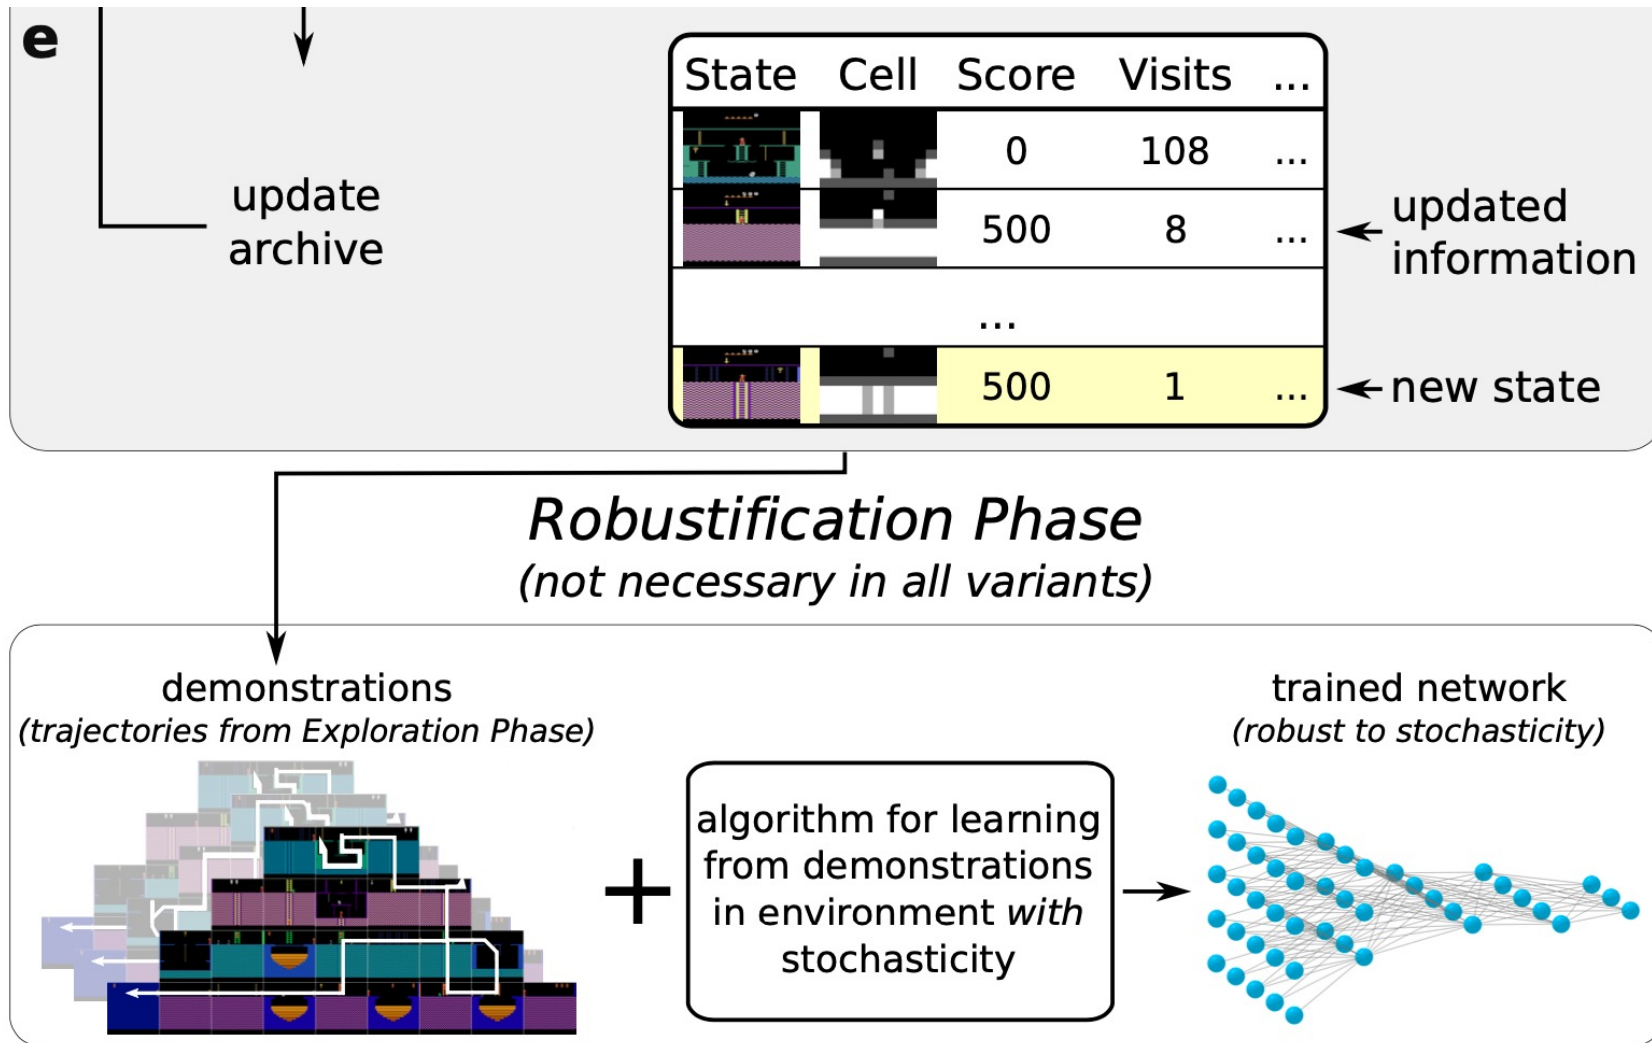 e
State Cell Score Visits ...
0 108 ...
update
archive
500 8 ...
updated
information
...
500 1 ...
new state
Robustification Phase
(not necessary in all variants)
demonstrations
(trajectories from Exploration Phase)
+
algorithm for learning
from demonstrations
in environment with
stochasticity
trained network
(robust to stochasticity)